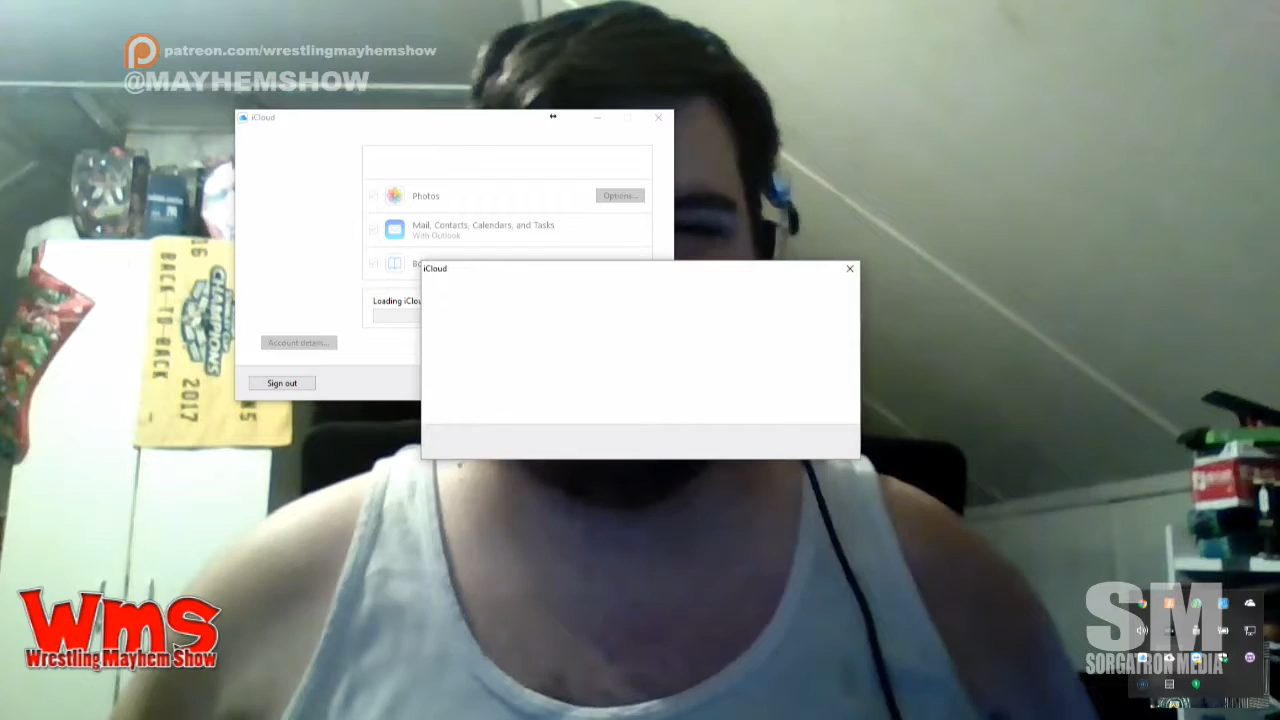 patreon.com/wrestlingmayhemshow
@MAYHEMSHOW
iCloud
Photos
Options...
Mail, Contacts, Calendars, and Tasks
With Outlook
iCloud
Loading
Account details...
Sign out
BACK-TO-BACK
CHAMPIONS
2017
WMS
Wrestling Mayhem Show
SM
SORGATRON MEDIA